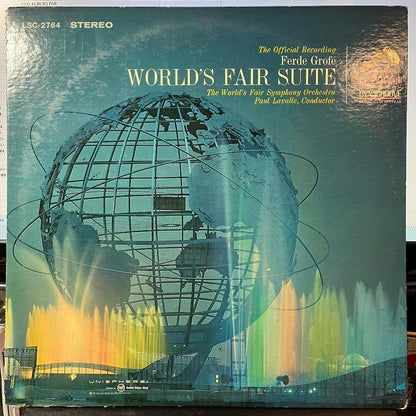 LSC-2764 STEREO
The Official Recording
Ferde Grofe
WORLD'S FAIR SUITE
The World's Fair Symphony Orchestra
Paul Lavalle, Conductor
UNISPHERE